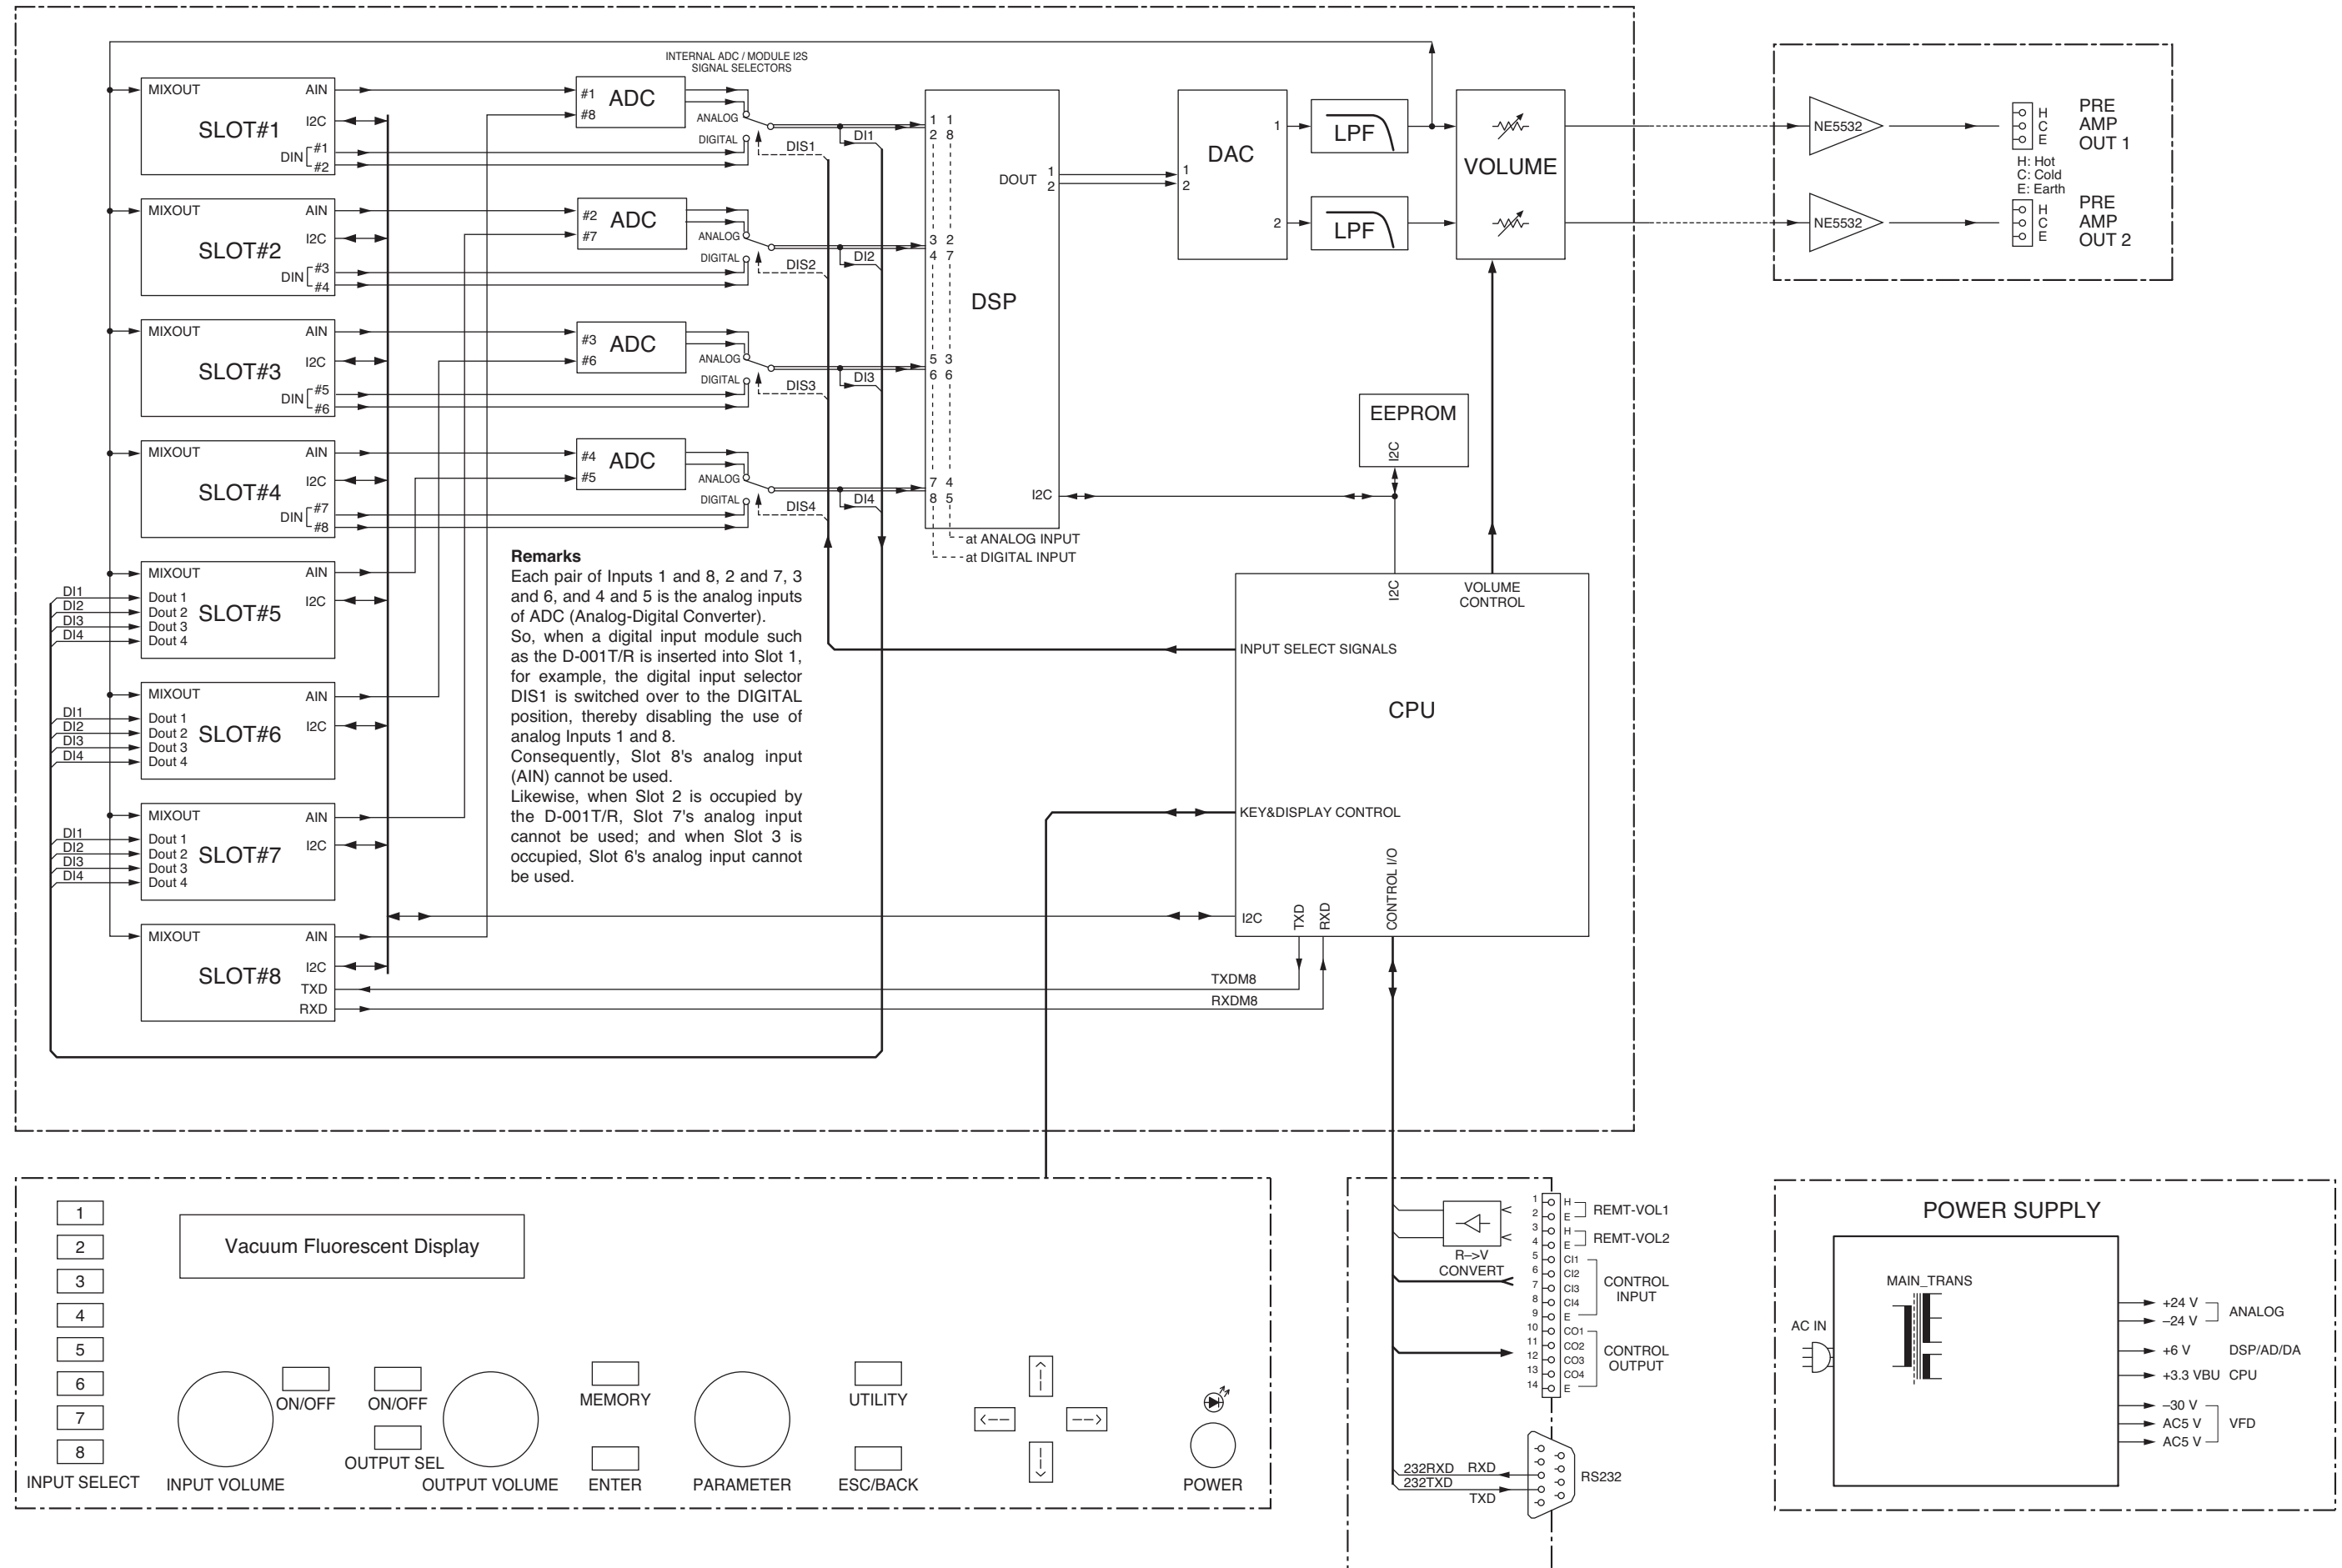 INTERNAL ADC / MODULE I2S
SIGNAL SELECTORS
MIXOUT AIN
SLOT#1
I2C
DIN #1
#2
#1
#8
ADC
ANALOG
DIGITAL
DIS1
DI1
MIXOUT AIN
SLOT#2
I2C
DIN #3
#4
#2
#7
ADC
ANALOG
DIGITAL
DIS2
DI2
MIXOUT AIN
SLOT#3
I2C
DIN #5
#6
#3
#6
ADC
ANALOG
DIGITAL
DIS3
DI3
MIXOUT AIN
SLOT#4
I2C
DIN #7
#8
#4
#5
ADC
ANALOG
DIGITAL
DIS4
DI4
MIXOUT AIN
DI1 Dout 1
DI2 Dout 2
DI3 Dout 3
DI4 Dout 4
SLOT#5
I2C
MIXOUT AIN
DI1 Dout 1
DI2 Dout 2
DI3 Dout 3
DI4 Dout 4
SLOT#6
I2C
MIXOUT AIN
DI1 Dout 1
DI2 Dout 2
DI3 Dout 3
DI4 Dout 4
SLOT#7
I2C
MIXOUT AIN
SLOT#8
I2C
TXD
RXD
TXDM8
RXDM8
Remarks
Each pair of Inputs 1 and 8, 2 and 7, 3
and 6, and 4 and 5 is the analog inputs
of ADC (Analog-Digital Converter).
So, when a digital input module such
as the D-001T/R is inserted into Slot 1,
for example, the digital input selector
DIS1 is switched over to the DIGITAL
position, thereby disabling the use of
analog Inputs 1 and 8.
Consequently, Slot 8's analog input
(AIN) cannot be used.
Likewise, when Slot 2 is occupied by
the D-001T/R, Slot 7's analog input
cannot be used; and when Slot 3 is
occupied, Slot 6's analog input cannot
be used.
1 1
2 8
3 2
4 7
5 3
6 6
7 4
8 5
DSP
DOUT 1
2
I2C
at ANALOG INPUT
at DIGITAL INPUT
DAC
1
2
1
2
LPF
LPF
VOLUME
EEPROM
I2C
I2C
VOLUME
CONTROL
INPUT SELECT SIGNALS
CPU
KEY&DISPLAY CONTROL
I2C
TXD
RXD
CONTROL I/O
NE5532
H
C
E
PRE
AMP
OUT 1
H: Hot
C: Cold
E: Earth
NE5532
H
C
E
PRE
AMP
OUT 2
1
2
3
4
5
6
7
8
INPUT SELECT
Vacuum Fluorescent Display
INPUT VOLUME
ON/OFF
ON/OFF
OUTPUT SEL
OUTPUT VOLUME
MEMORY
ENTER
PARAMETER
UTILITY
ESC/BACK
POWER
R–>V
CONVERT
1 H
2 E
REMT-VOL1
3 H
4 E
REMT-VOL2
5 CI1
6 CI2
7 CI3
8 CI4
9 E
CONTROL
INPUT
10 CO1
11 CO2
12 CO3
13 CO4
14 E
CONTROL
OUTPUT
232RXD RXD
232TXD
TXD
RS232
POWER SUPPLY
MAIN_TRANS
AC IN
+24 V
–24 V
ANALOG
+6 V DSP/AD/DA
+3.3 VBU CPU
–30 V
AC5 V
AC5 V
VFD